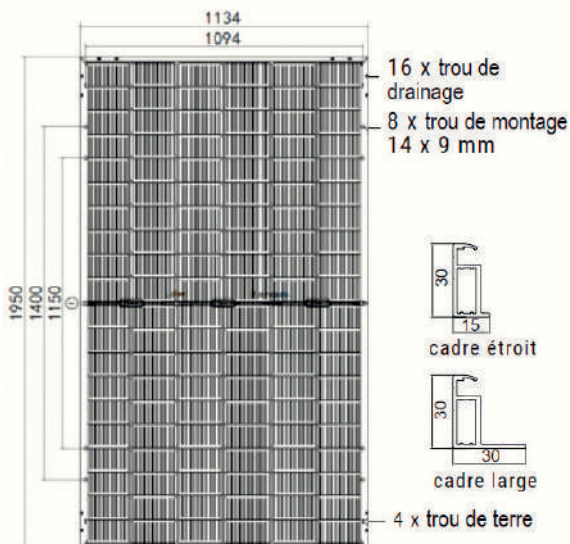 1134
1094
16 x trou de
drainage
8 x trou de montage
14 x 9 mm
1950
1400
1150
30
15
cadre étroit
30
30
cadre large
4 x trou de terre